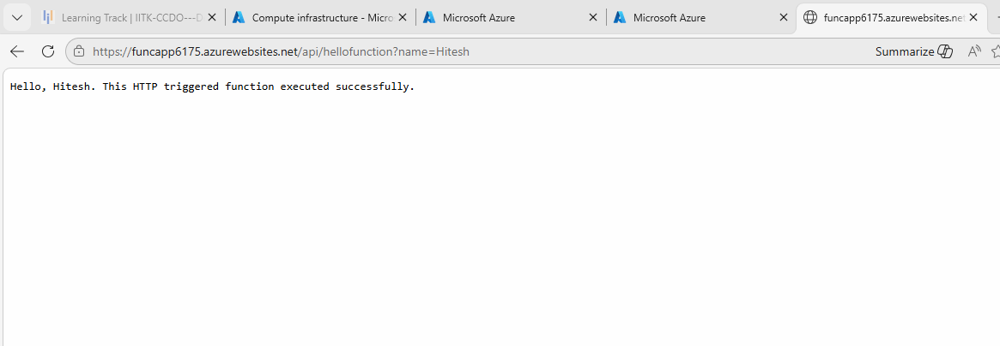 Learning Track | IITK-CCDO---D
Compute infrastructure - Micro
Microsoft Azure
Microsoft Azure
funcapp6175.azurewebsites.net
https://funcapp6175.azurewebsites.net/api/hellofunction?name=Hitesh
Summarize
Hello, Hitesh. This HTTP triggered function executed successfully.